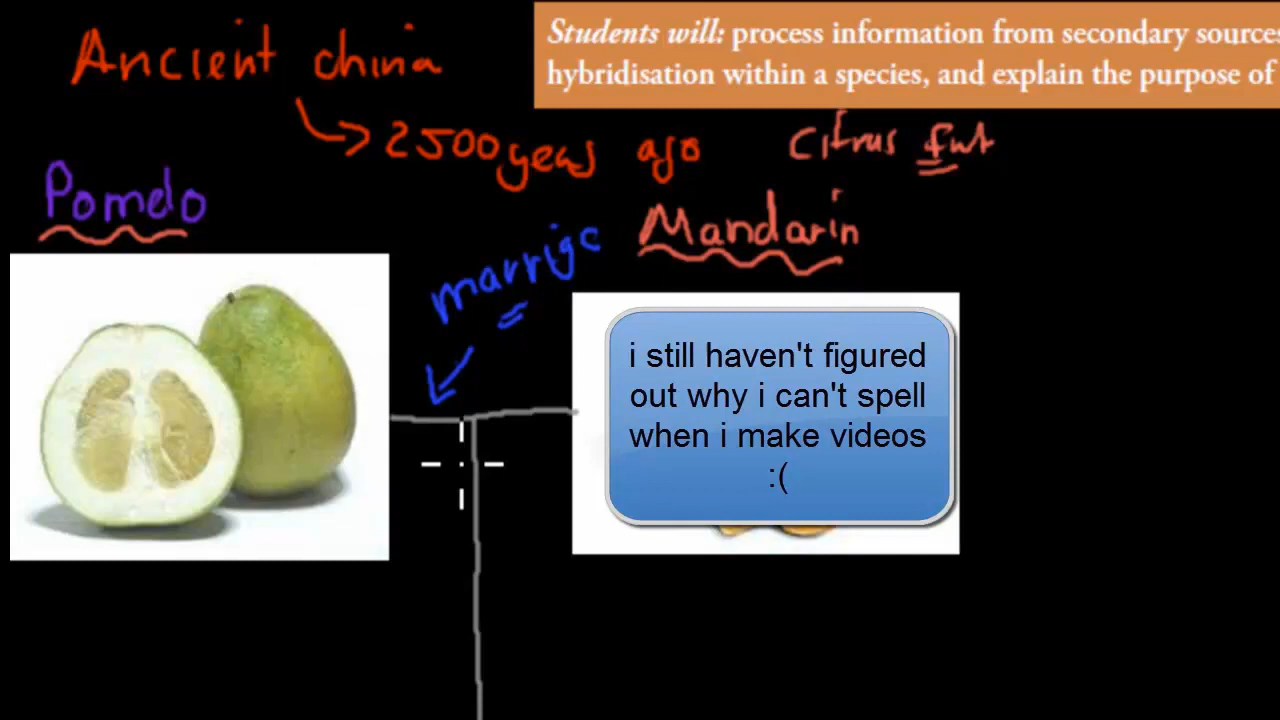 Ancient china
Students will: process information from secondary sources
hybridisation within a species, and explain the purpose of
2500 years ago
Citrus fruit
Pomelo
Mandarin
marrige
i still haven't figured
out why i can't spell
when i make videos
:(